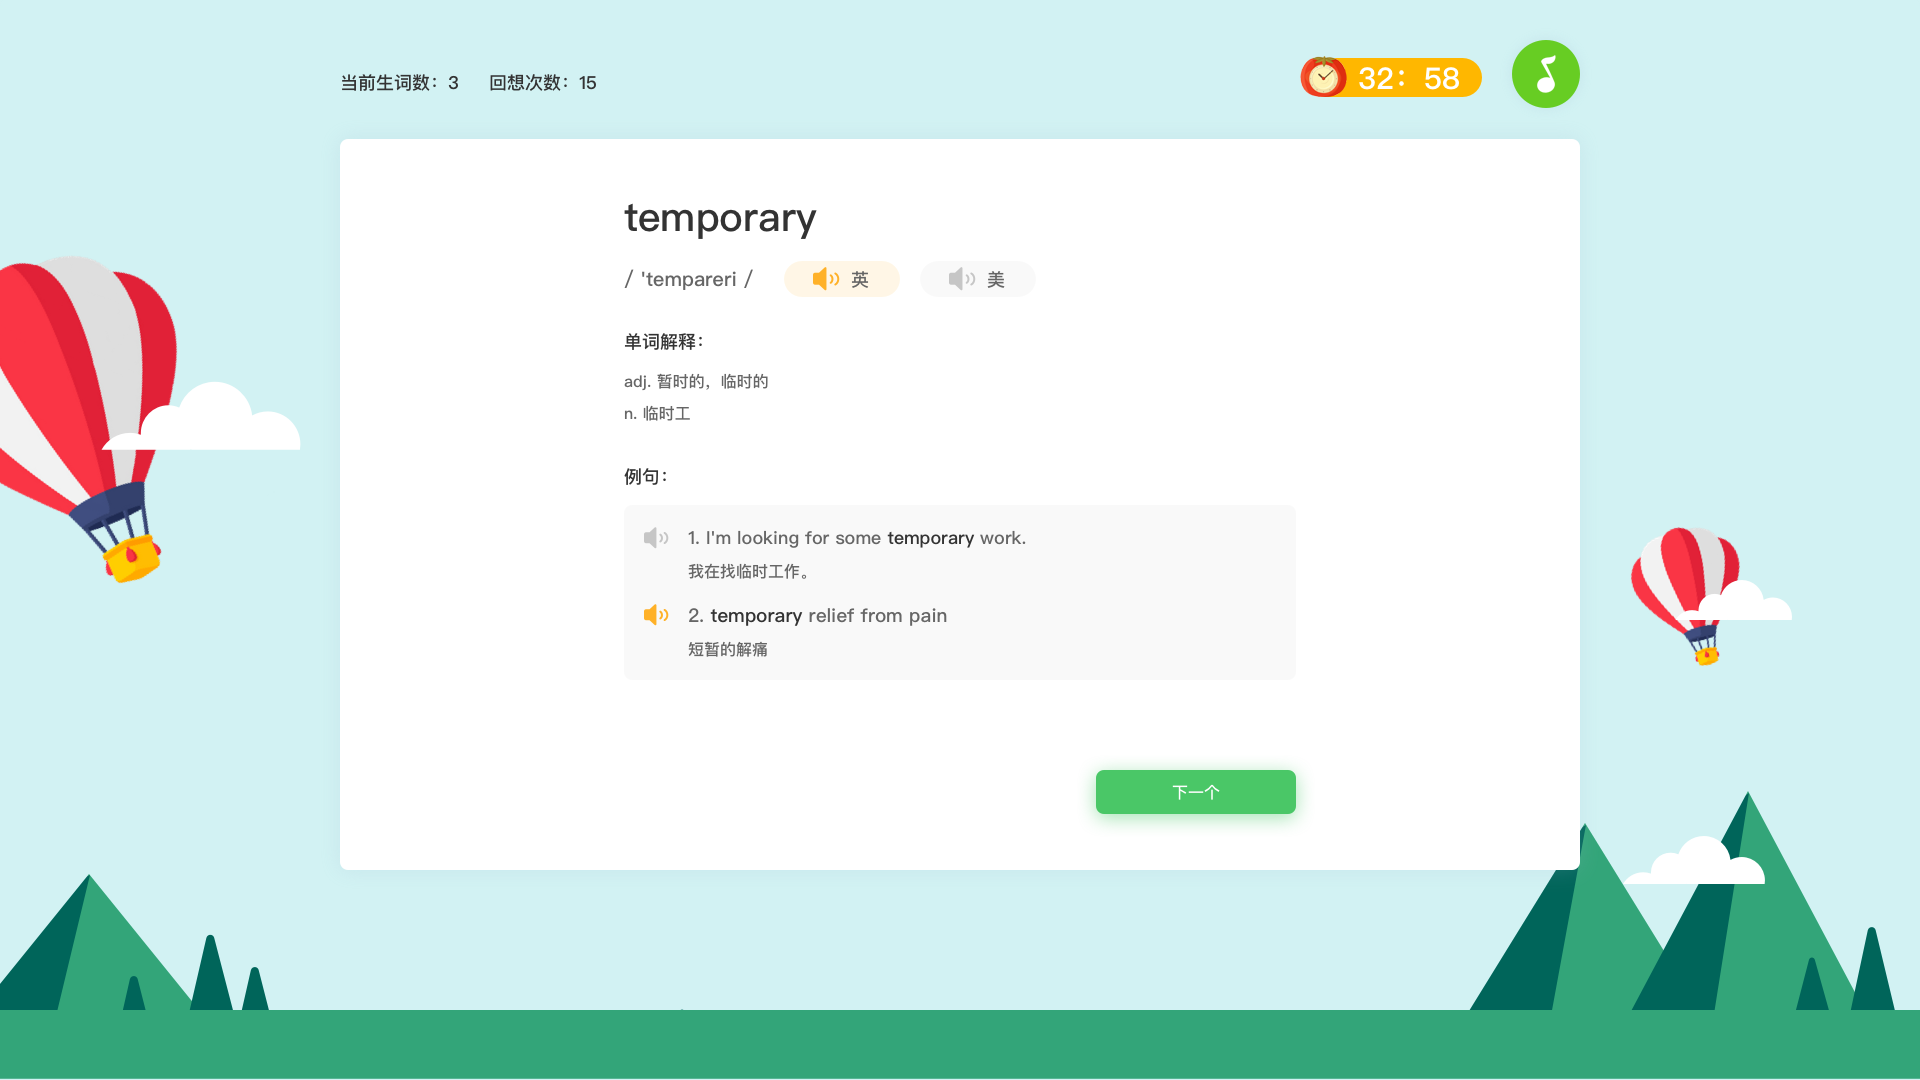 当前生词数：3 回想次数：15
32：58
temporary
/ 'tempareri / 英 美
单词解释：
adj. 暂时的，临时的
n. 临时工
例句：
1. I'm looking for some temporary work.
我在找临时工作。
2. temporary relief from pain
短暂的解痛
下一个